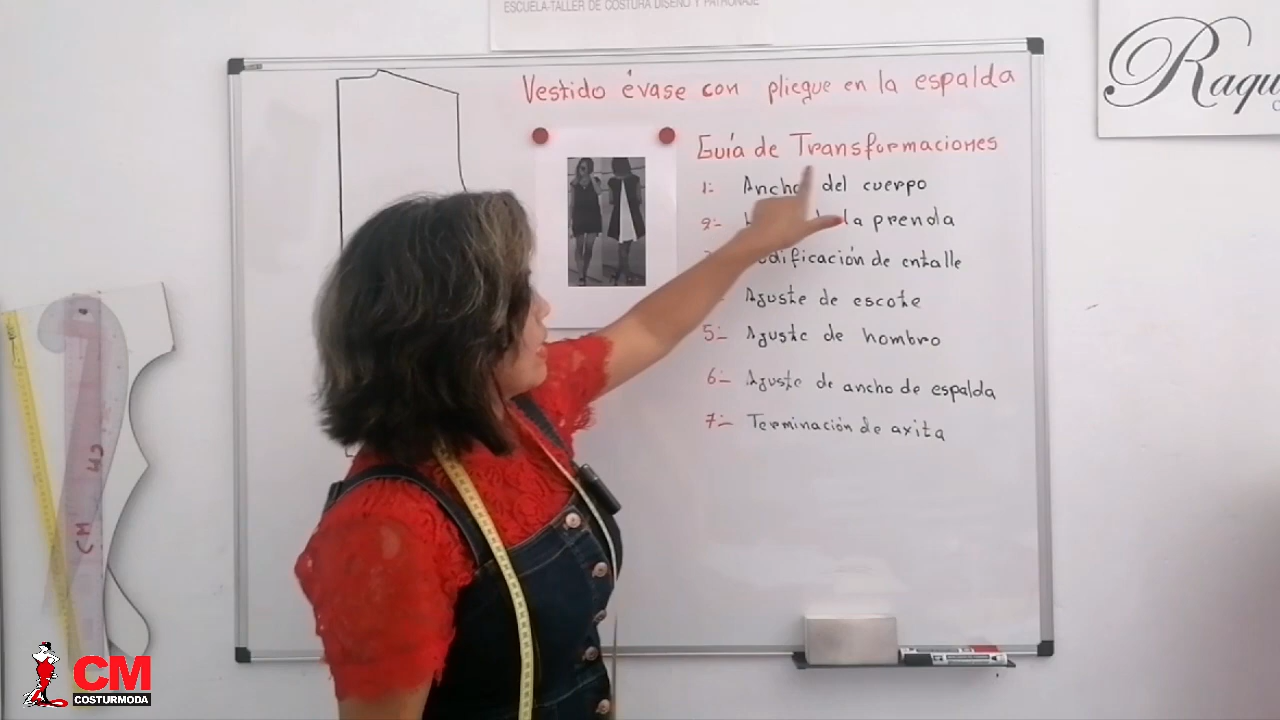 ESCUELA-TALLER DE COSTURA DISEÑO Y PATRONAJE
Raqu
Vestido évase con pliegue en la espalda
Guía de Transformaciones
1:- Ancho del cuerpo
2:- la prenda
dificación de entalle
Ajuste de escote
5:- Ajuste de hombro
6:- Ajuste de ancho de espalda
7:- Terminación de axita
CM
CM
CM
COSTURMODA